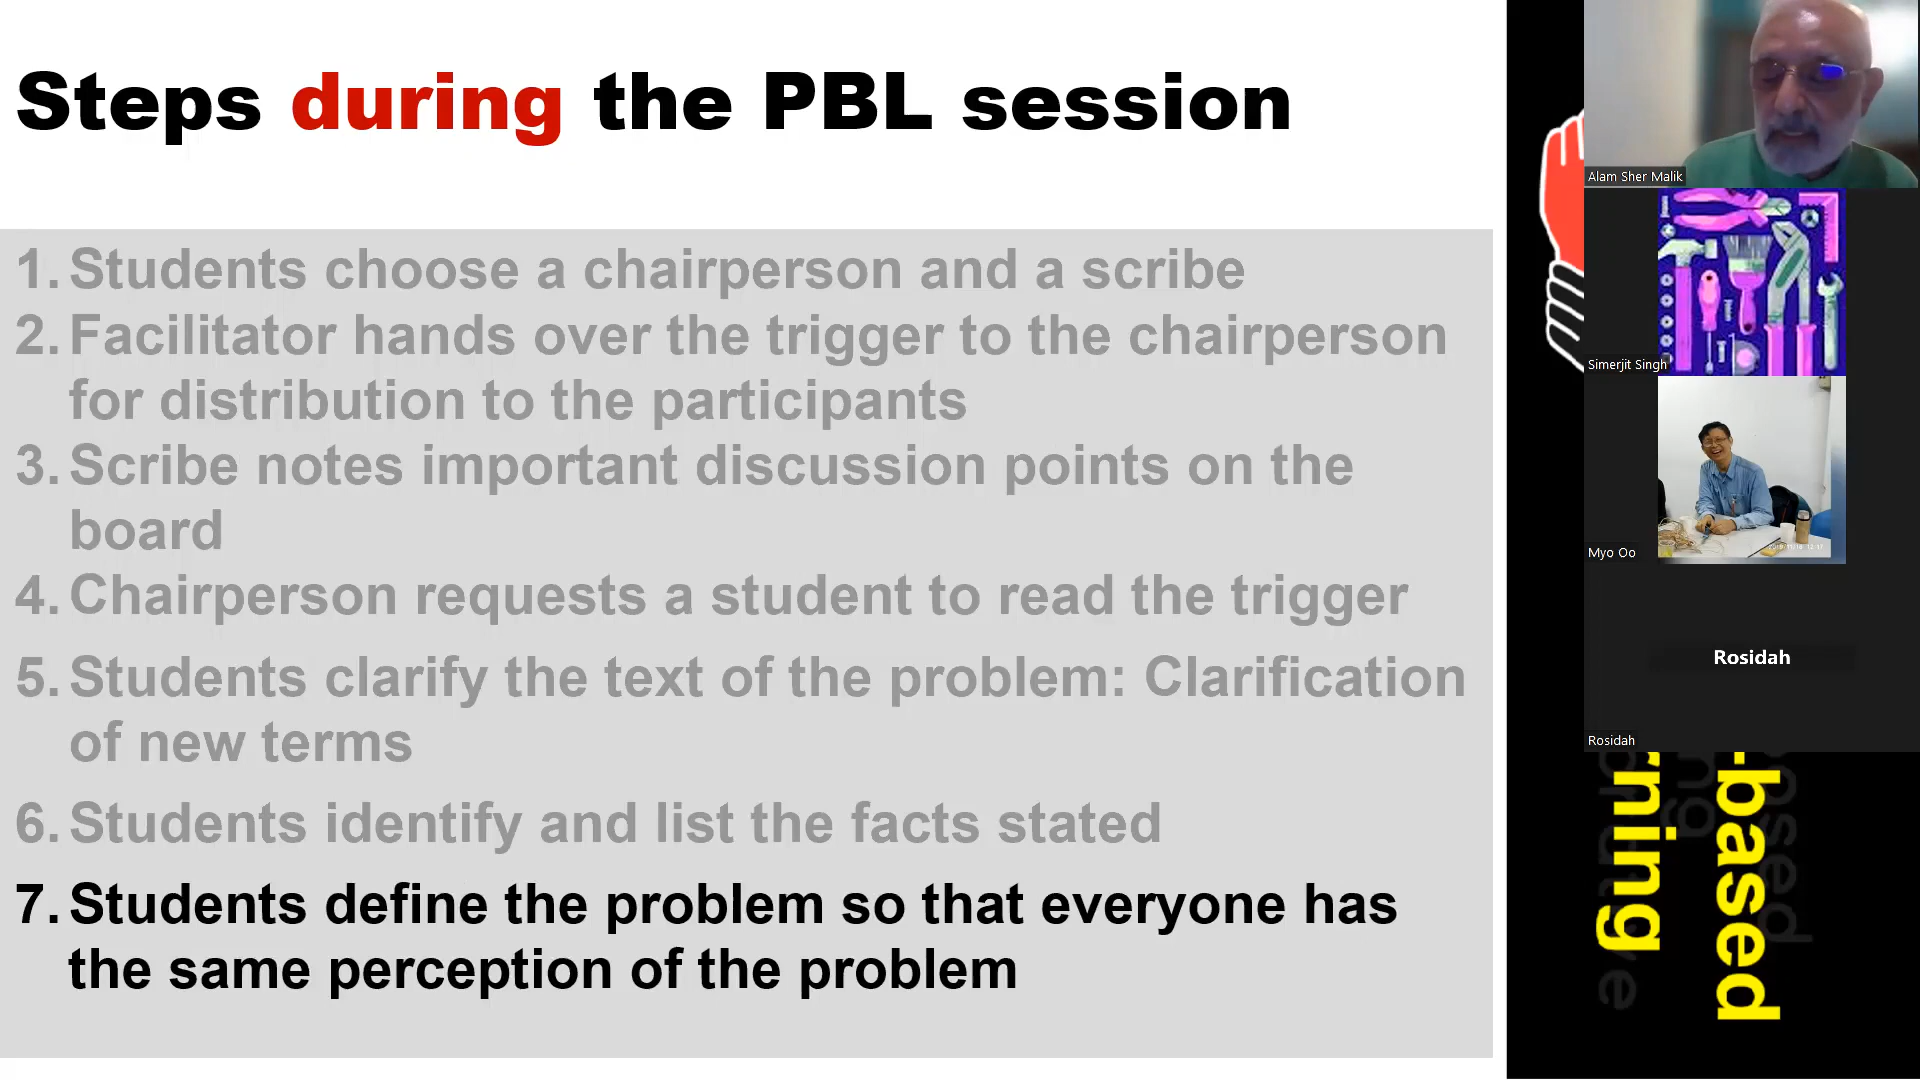 Steps during the PBL session
1. Students choose a chairperson and a scribe
2. Facilitator hands over the trigger to the chairperson
for distribution to the participants
3. Scribe notes important discussion points on the
board
4. Chairperson requests a student to read the trigger
5. Students clarify the text of the problem: Clarification
of new terms
6. Students identify and list the facts stated
7. Students define the problem so that everyone has
the same perception of the problem
Alam Sher Malik
Simerjit Singh
Myo Oo
Rosidah
Rosidah
-based
rning